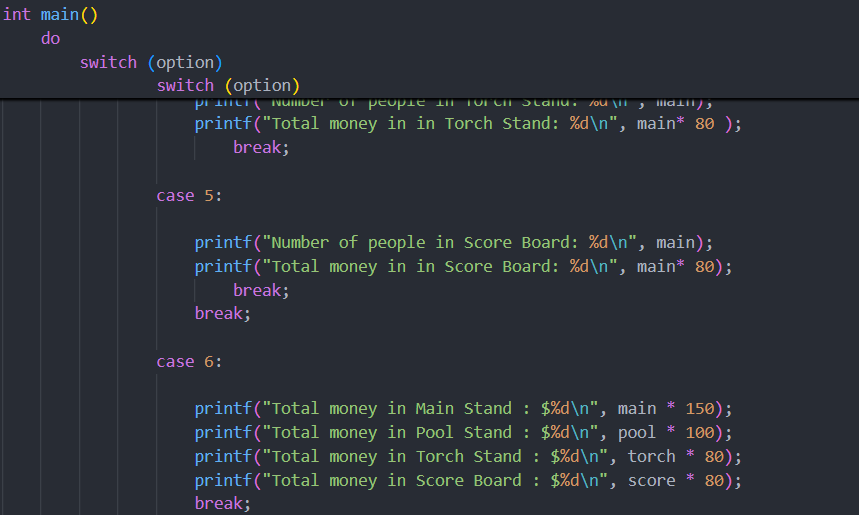 int main()
do
switch (option)
switch (option)
printf("Number of people in Torch Stand: %d\n", main);
printf("Total money in in Torch Stand: %d\n", main* 80 );
break;
case 5:
printf("Number of people in Score Board: %d\n", main);
printf("Total money in in Score Board: %d\n", main* 80);
break;
break;
case 6:
printf("Total money in Main Stand : $%d\n", main * 150);
printf("Total money in Pool Stand : $%d\n", pool * 100);
printf("Total money in Torch Stand : $%d\n", torch * 80);
printf("Total money in Score Board : $%d\n", score * 80);
break;